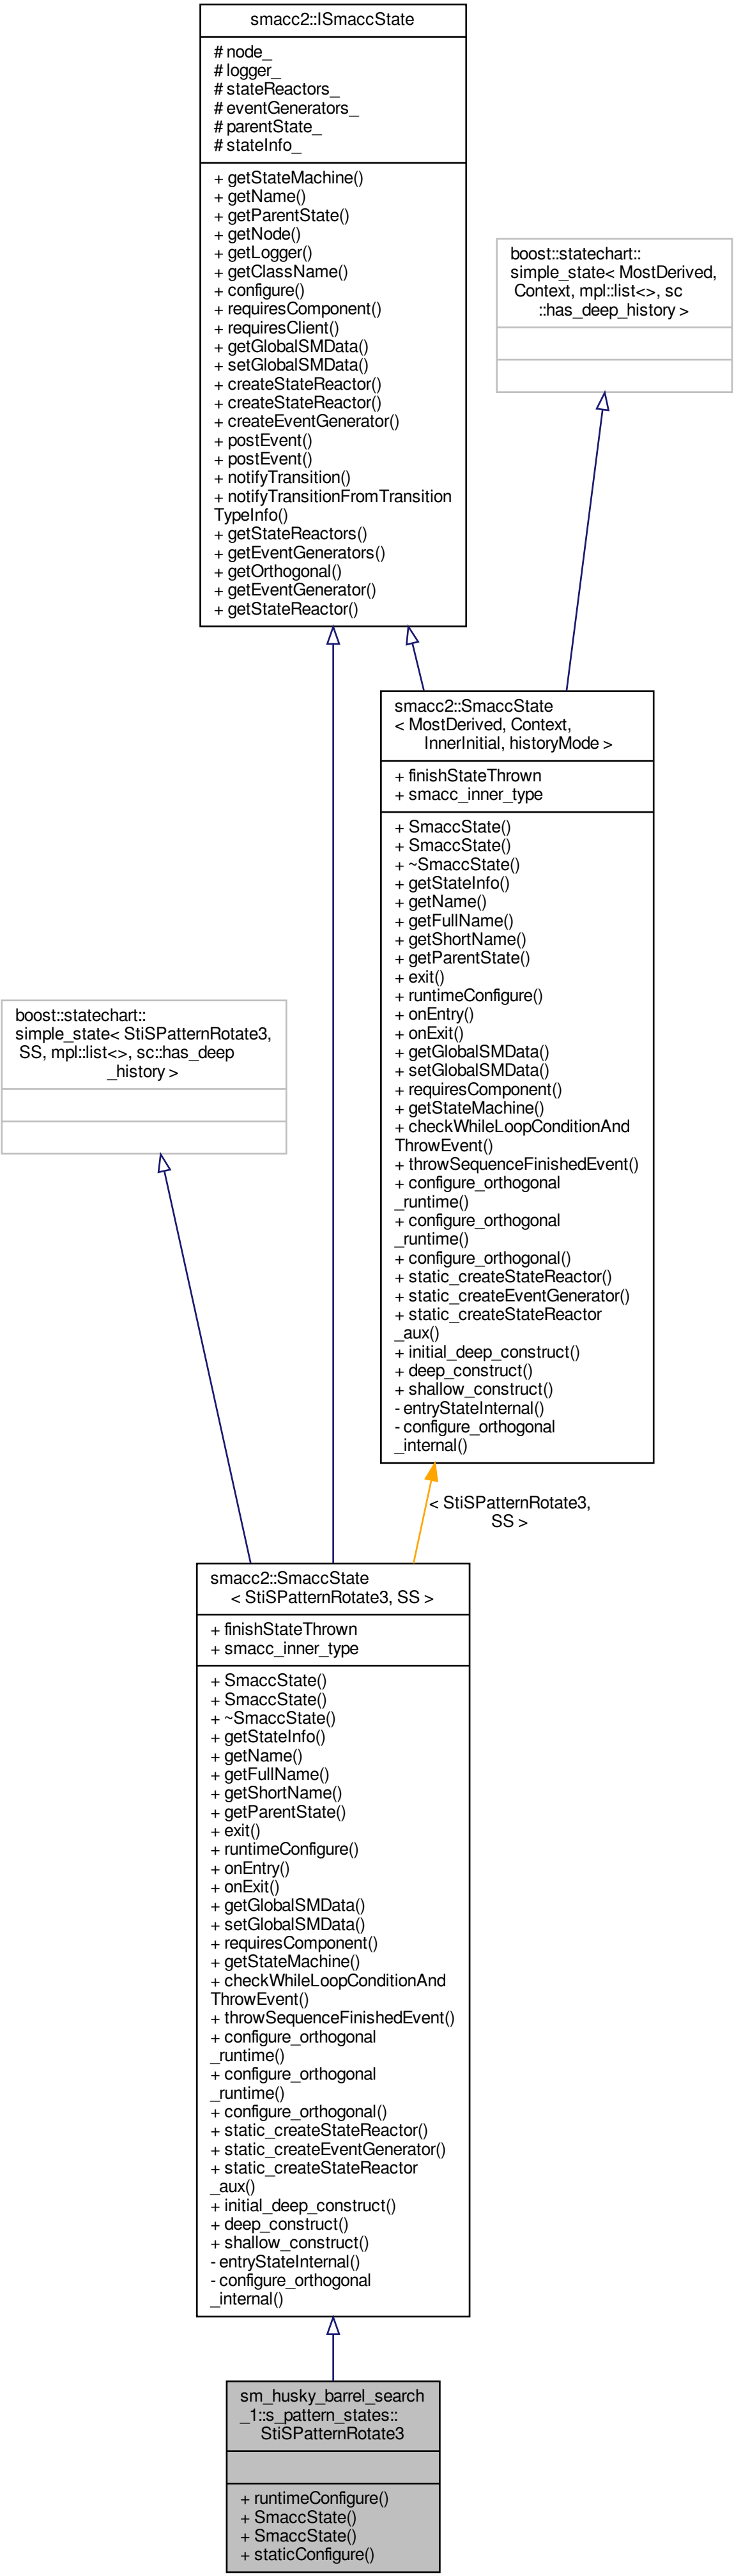 smacc2::ISmaccState
# node_
# logger_
# stateReactors_
# eventGenerators_
# parentState_
# stateInfo_
+ getStateMachine()
+ getName()
+ getParentState()
+ getNode()
+ getLogger()
+ getClassName()
+ configure()
+ requiresComponent()
+ requiresClient()
+ getGlobalSMData()
+ setGlobalSMData()
+ createStateReactor()
+ createStateReactor()
+ createEventGenerator()
+ postEvent()
+ postEvent()
+ notifyTransition()
+ notifyTransitionFromTransition
TypeInfo()
+ getStateReactors()
+ getEventGenerators()
+ getOrthogonal()
+ getEventGenerator()
+ getStateReactor()
boost::statechart::
simple_state< MostDerived,
Context, mpl::list<>, sc
::has_deep_history >
smacc2::SmaccState
< MostDerived, Context,
InnerInitial, historyMode >
+ finishStateThrown
+ smacc_inner_type
+ SmaccState()
+ SmaccState()
+ ~SmaccState()
+ getStateInfo()
+ getName()
+ getFullName()
+ getShortName()
+ getParentState()
+ exit()
+ runtimeConfigure()
+ onEntry()
+ onExit()
+ getGlobalSMData()
+ setGlobalSMData()
+ requiresComponent()
+ getStateMachine()
+ checkWhileLoopConditionAnd
ThrowEvent()
+ throwSequenceFinishedEvent()
+ configure_orthogonal
_runtime()
+ configure_orthogonal
_runtime()
+ configure_orthogonal()
+ static_createStateReactor()
+ static_createEventGenerator()
+ static_createStateReactor
_aux()
+ initial_deep_construct()
+ deep_construct()
+ shallow_construct()
- entryStateInternal()
- configure_orthogonal
_internal()
boost::statechart::
simple_state< StiSPatternRotate3,
SS, mpl::list<>, sc::has_deep
_history >
< StiSPatternRotate3,
SS >
smacc2::SmaccState
< StiSPatternRotate3, SS >
+ finishStateThrown
+ smacc_inner_type
+ SmaccState()
+ SmaccState()
+ ~SmaccState()
+ getStateInfo()
+ getName()
+ getFullName()
+ getShortName()
+ getParentState()
+ exit()
+ runtimeConfigure()
+ onEntry()
+ onExit()
+ getGlobalSMData()
+ setGlobalSMData()
+ requiresComponent()
+ getStateMachine()
+ checkWhileLoopConditionAnd
ThrowEvent()
+ throwSequenceFinishedEvent()
+ configure_orthogonal
_runtime()
+ configure_orthogonal
_runtime()
+ configure_orthogonal()
+ static_createStateReactor()
+ static_createEventGenerator()
+ static_createStateReactor
_aux()
+ initial_deep_construct()
+ deep_construct()
+ shallow_construct()
- entryStateInternal()
- configure_orthogonal
_internal()
sm_husky_barrel_search
_1::s_pattern_states::
StiSPatternRotate3
+ runtimeConfigure()
+ SmaccState()
+ SmaccState()
+ staticConfigure()